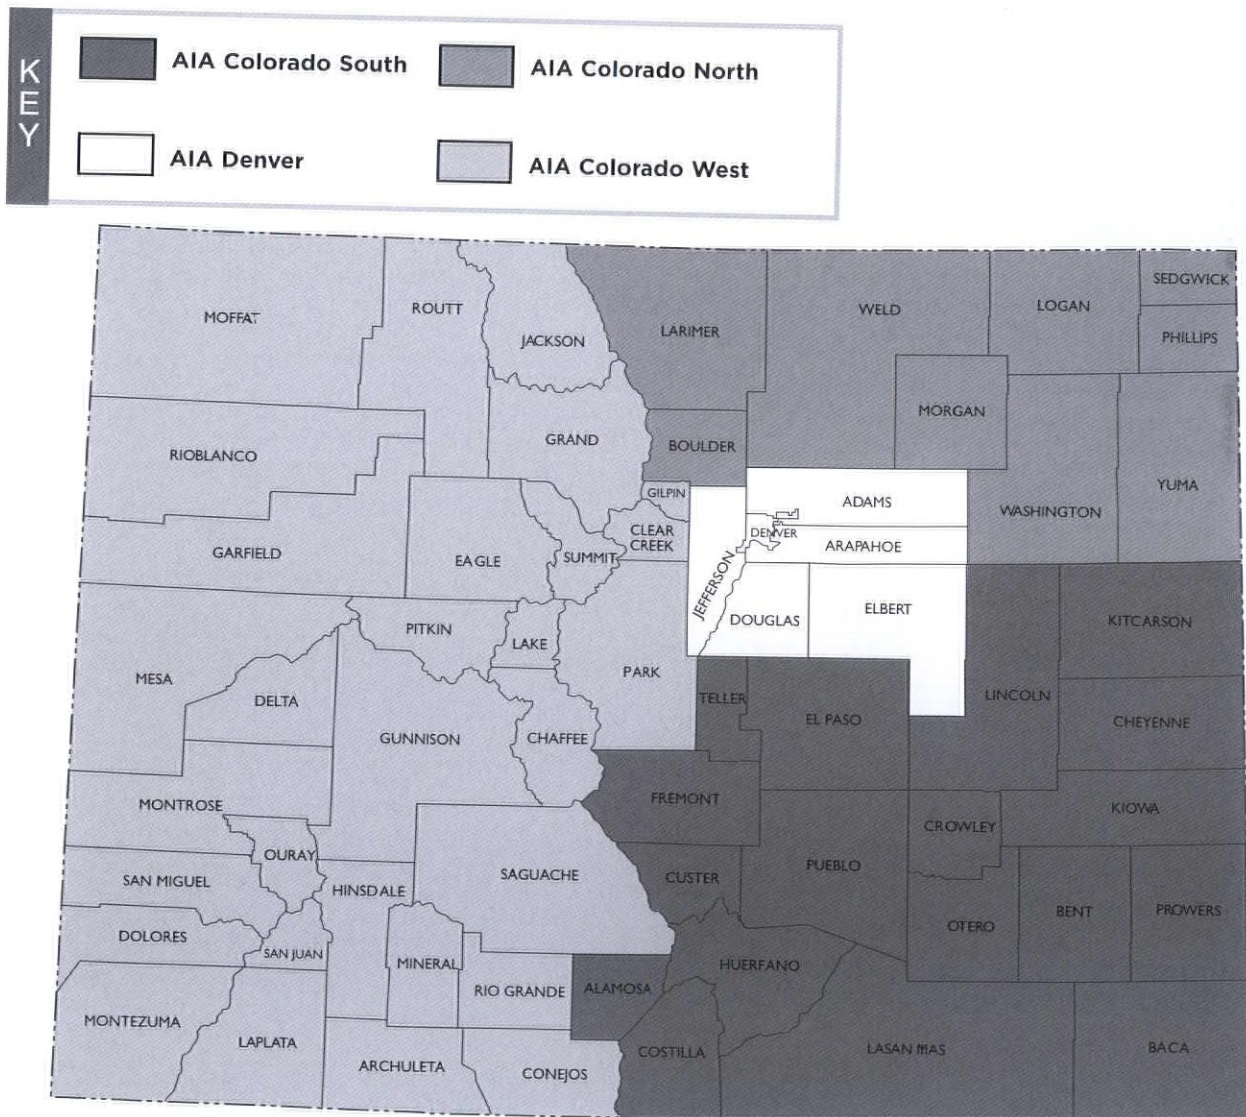 KEY
AIA Colorado South
AIA Colorado North
AIA Denver
AIA Colorado West
MOFFAT
ROUTT
JACKSON
LARIMER
WELD
LOGAN
SEDGWICK
PHILLIPS
MORGAN
RIOBLANCO
GRAND
BOULDER
GILPIN
ADAMS
WASHINGTON
YUMA
GARFIELD
EAGLE
SUMMIT
CLEAR
CREEK
DENVER
ARAPAHOE
JEFFERSON
DOUGLAS
ELBERT
PITKIN
LAKE
KITCARSON
MESA
DELTA
PARK
TELLER
EL PASO
LINCOLN
CHEYENNE
GUNNISON
CHAFFEE
MONTROSE
FREMONT
CROWLEY
KIOWA
OURAY
SAN MIGUEL
HINSDALE
SAGUACHE
CUSTER
PUEBLO
OTERO
BENT
PROWERS
DOLORES
SAN JUAN
MINERAL
RIO GRANDE
ALAMOSA
HUERFANO
MONTEZUMA
LAPLATA
ARCHULETA
CONEJOS
COSTILLA
LASAN MAS
BACA